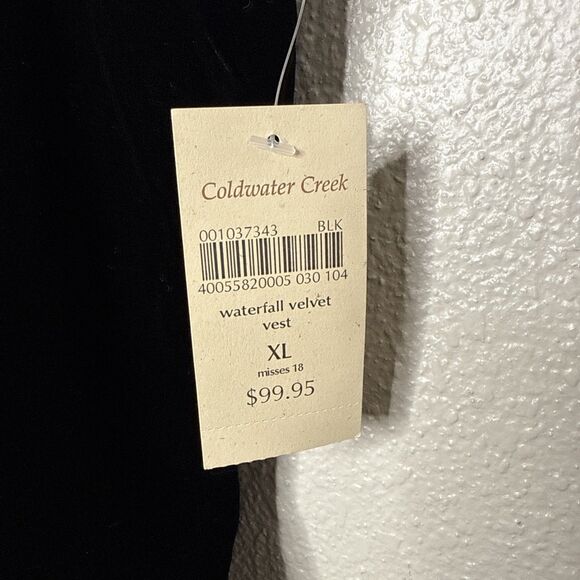 Coldwater Creek
001037343 BLK
40055820005 030 104
waterfall velvet
vest
XL
misses 18
$99.95